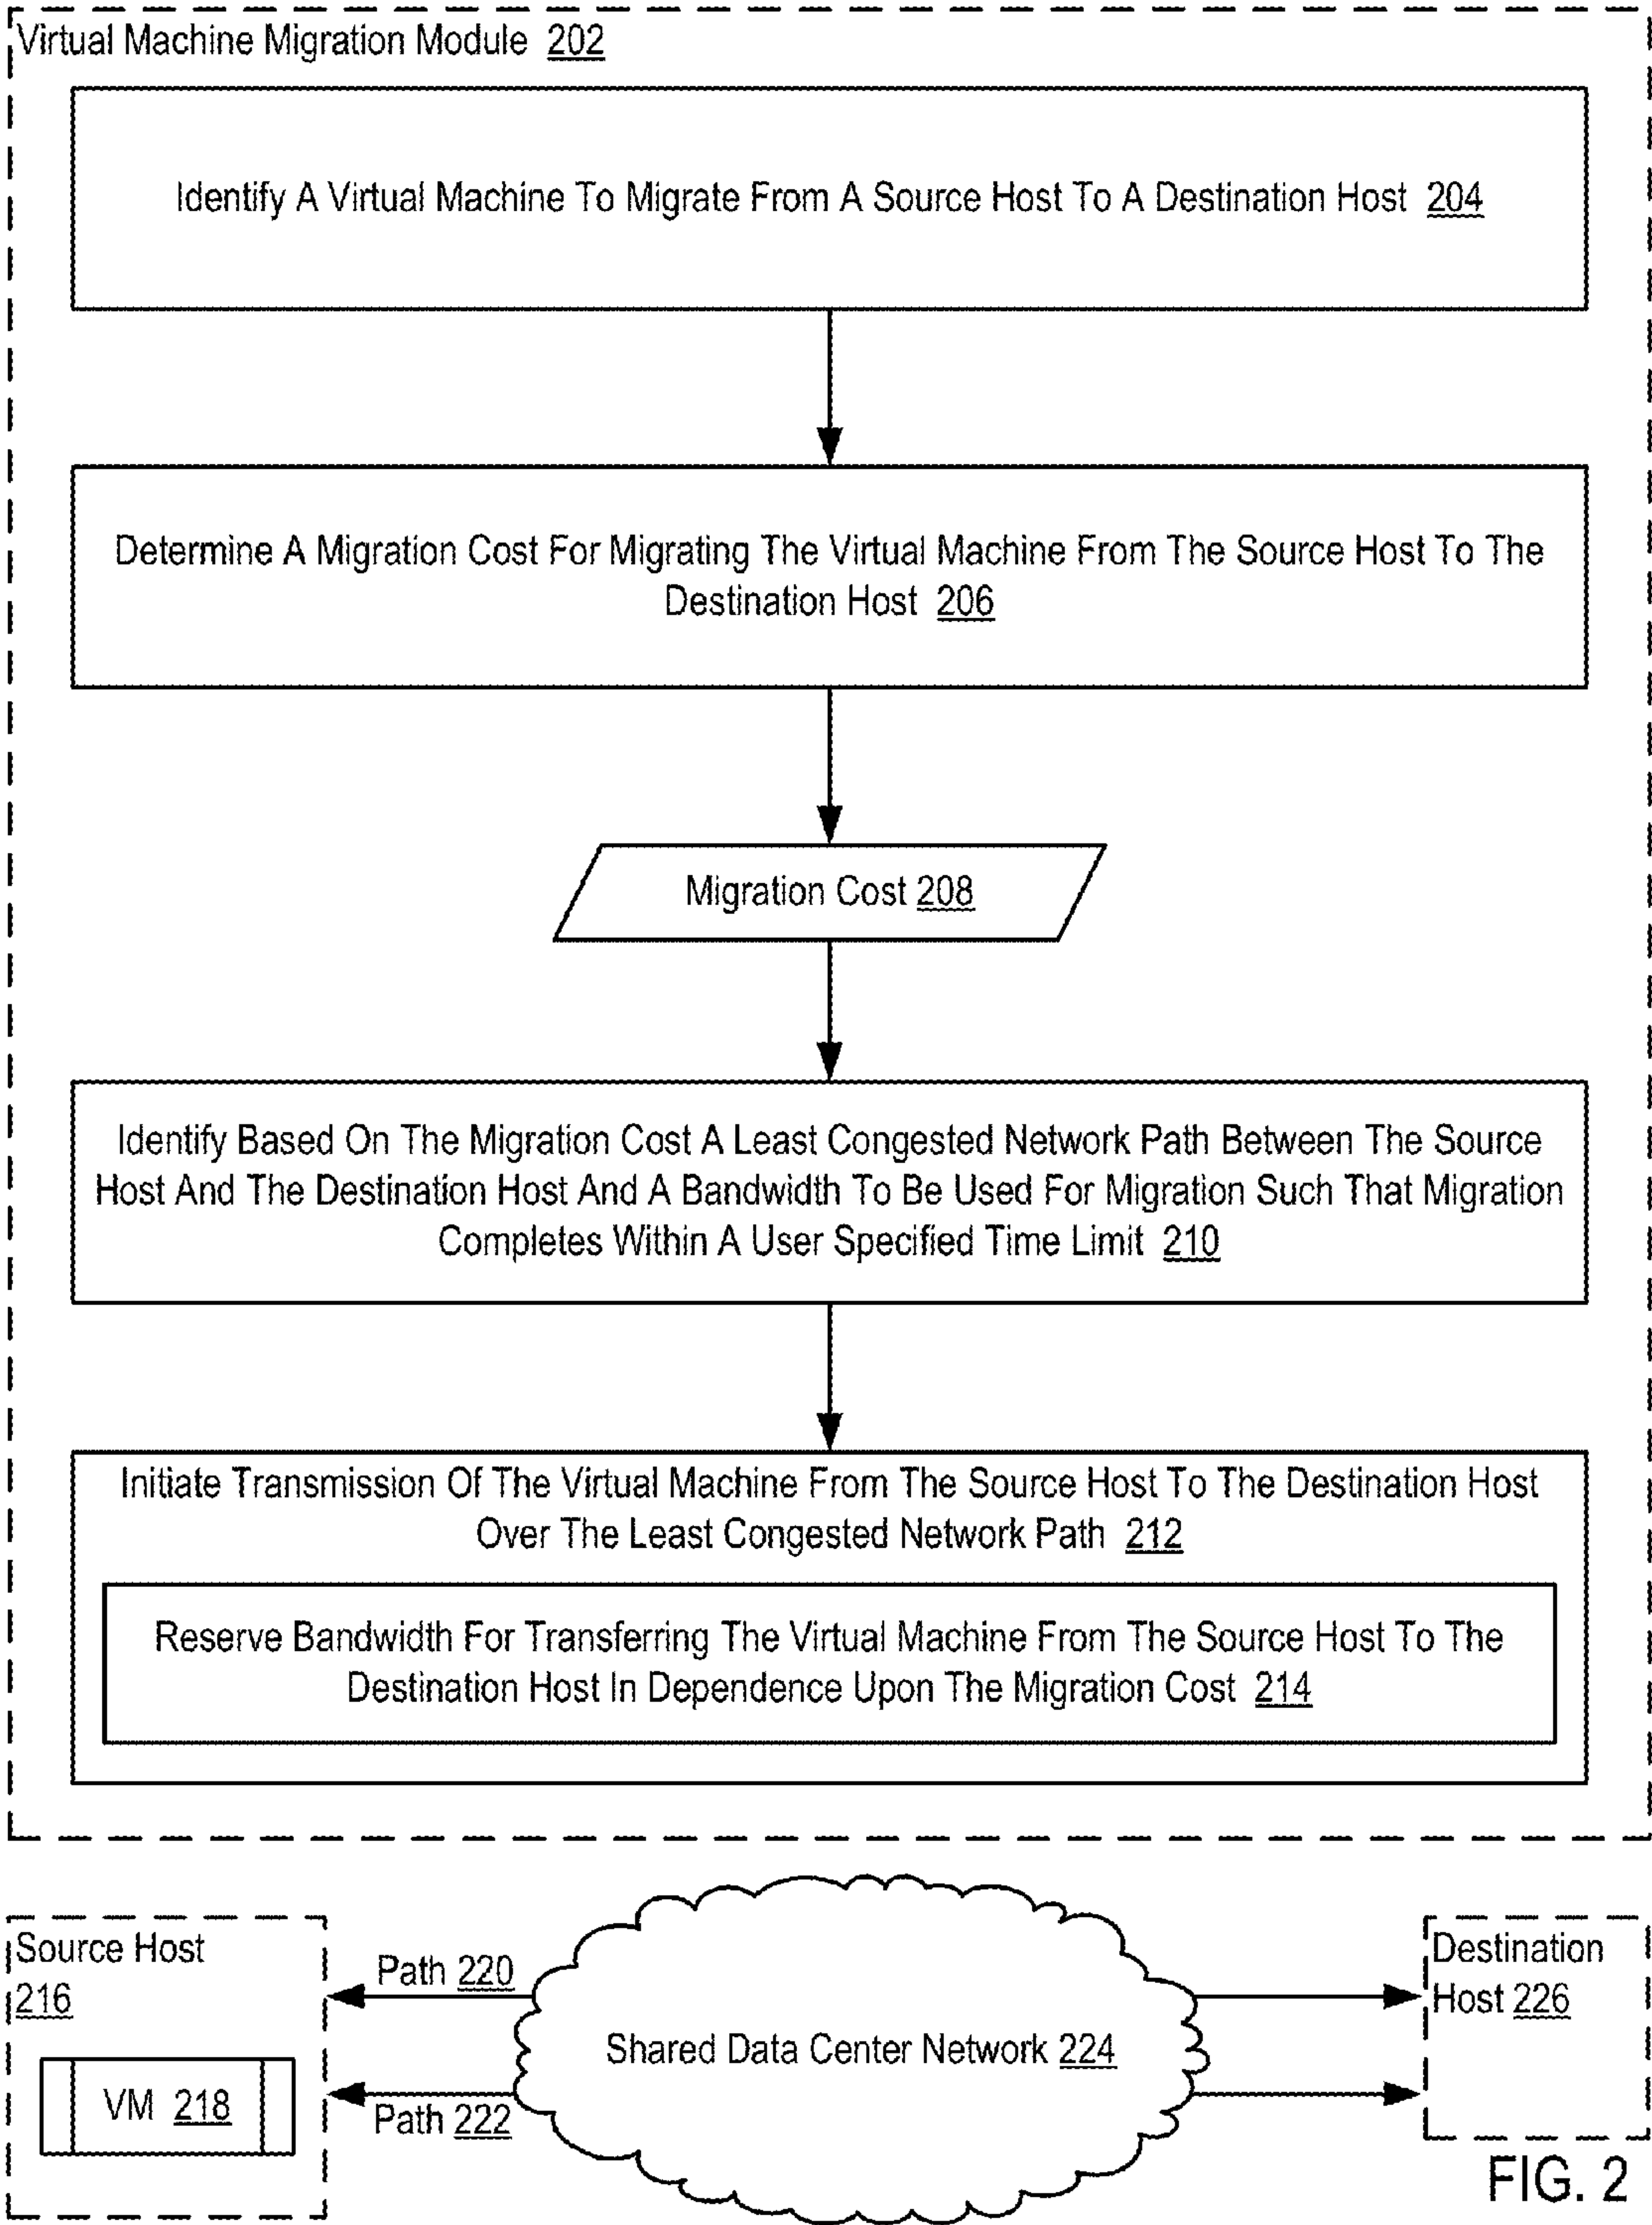 Virtual Machine Migration Module 202
Identify A Virtual Machine To Migrate From A Source Host To A Destination Host 204
Determine A Migration Cost For Migrating The Virtual Machine From The Source Host To The
Destination Host 206
Migration Cost 208
Identify Based On The Migration Cost A Least Congested Network Path Between The Source
Host And The Destination Host And A Bandwidth To Be Used For Migration Such That Migration
Completes Within A User Specified Time Limit 210
Initiate Transmission Of The Virtual Machine From The Source Host To The Destination Host
Over The Least Congested Network Path 212
Reserve Bandwidth For Transferring The Virtual Machine From The Source Host To The
Destination Host In Dependence Upon The Migration Cost 214
Source Host
216
VM 218
Path 220
Path 222
Shared Data Center Network 224
Destination
Host 226
FIG. 2